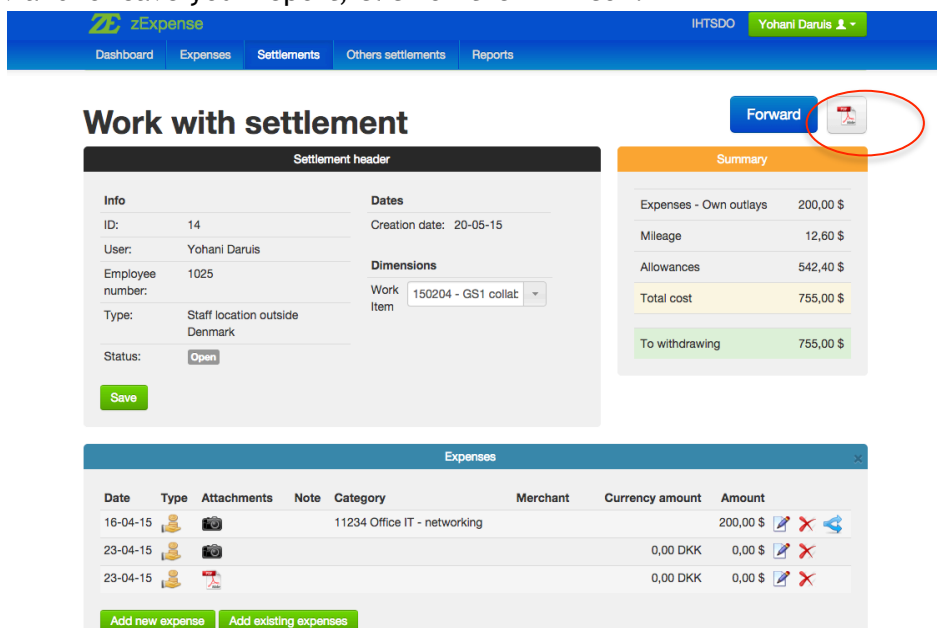 ZE zExpense IHTSDO Yohani Daruis
Dashboard Expenses Settlements Others settlements Reports
Work with settlement
Forward
Settlement header
Info
ID: 14
User: Yohani Daruis
Employee number: 1025
Type: Staff location outside Denmark
Status: Open
Save
Dates
Creation date: 20-05-15
Dimensions
Work Item 150204 - GS1 collab
Summary
Expenses - Own outlays 200,00 $
Mileage 12,60 $
Allowances 542,40 $
Total cost 755,00 $
To withdrawing 755,00 $
Expenses
Date Type Attachments Note Category Merchant Currency amount Amount
16-04-15 11234 Office IT - networking 200,00 $
23-04-15 0,00 DKK 0,00 $
23-04-15 0,00 DKK 0,00 $
Add new expense Add existing expenses